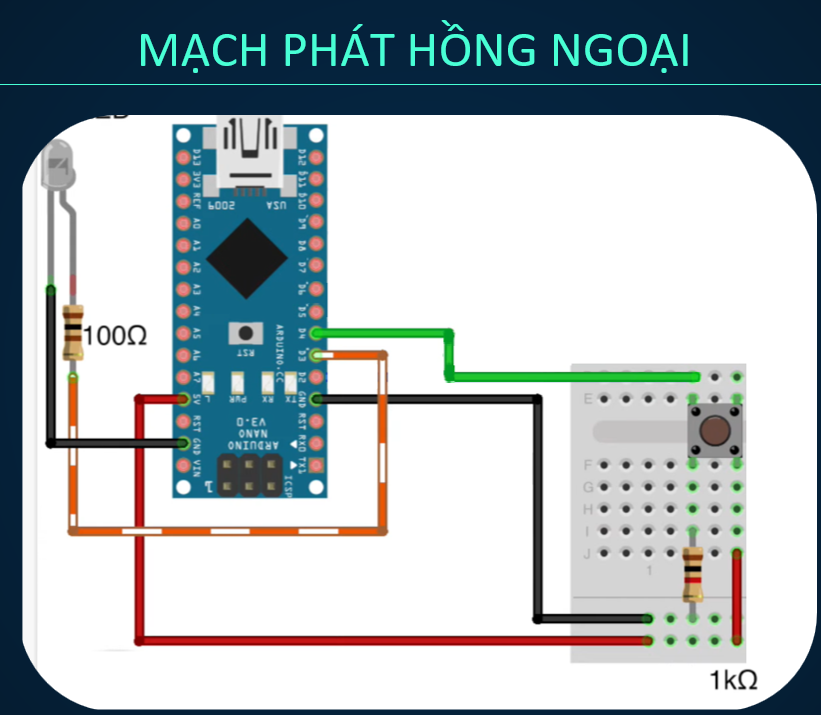 MẠCH PHÁT HỒNG NGOẠI
D13
3V3
REF
A0
A1
A2
A3
A4
A5
A6
A7
5V
RST
GND
VIN
D12
D11
D10
D9
D8
D7
D6
D5
D4
D3
D2
GND
RST
RX0
TX1
ARDUINO.CC
RST
L
PWR
RX
TX
V3.0
NANO
ARDUINO
ICSP
1
100Ω
E
F
G
H
I
J
1
1kΩ